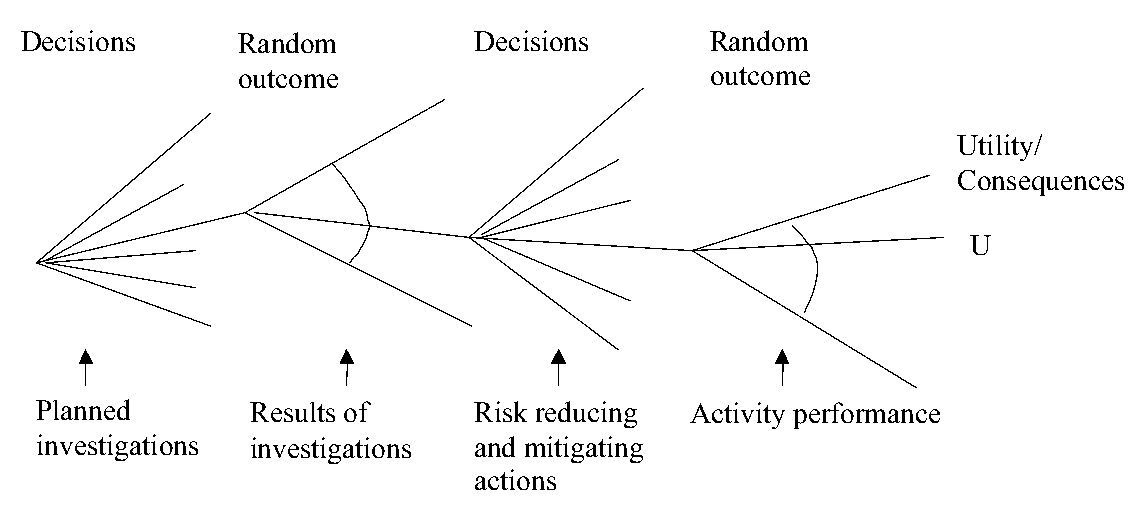 Decisions
Random
outcome
Decisions
Random
outcome
Utility/
Consequences
U
Planned
investigations
Results of
investigations
Risk reducing
and mitigating
actions
Activity performance